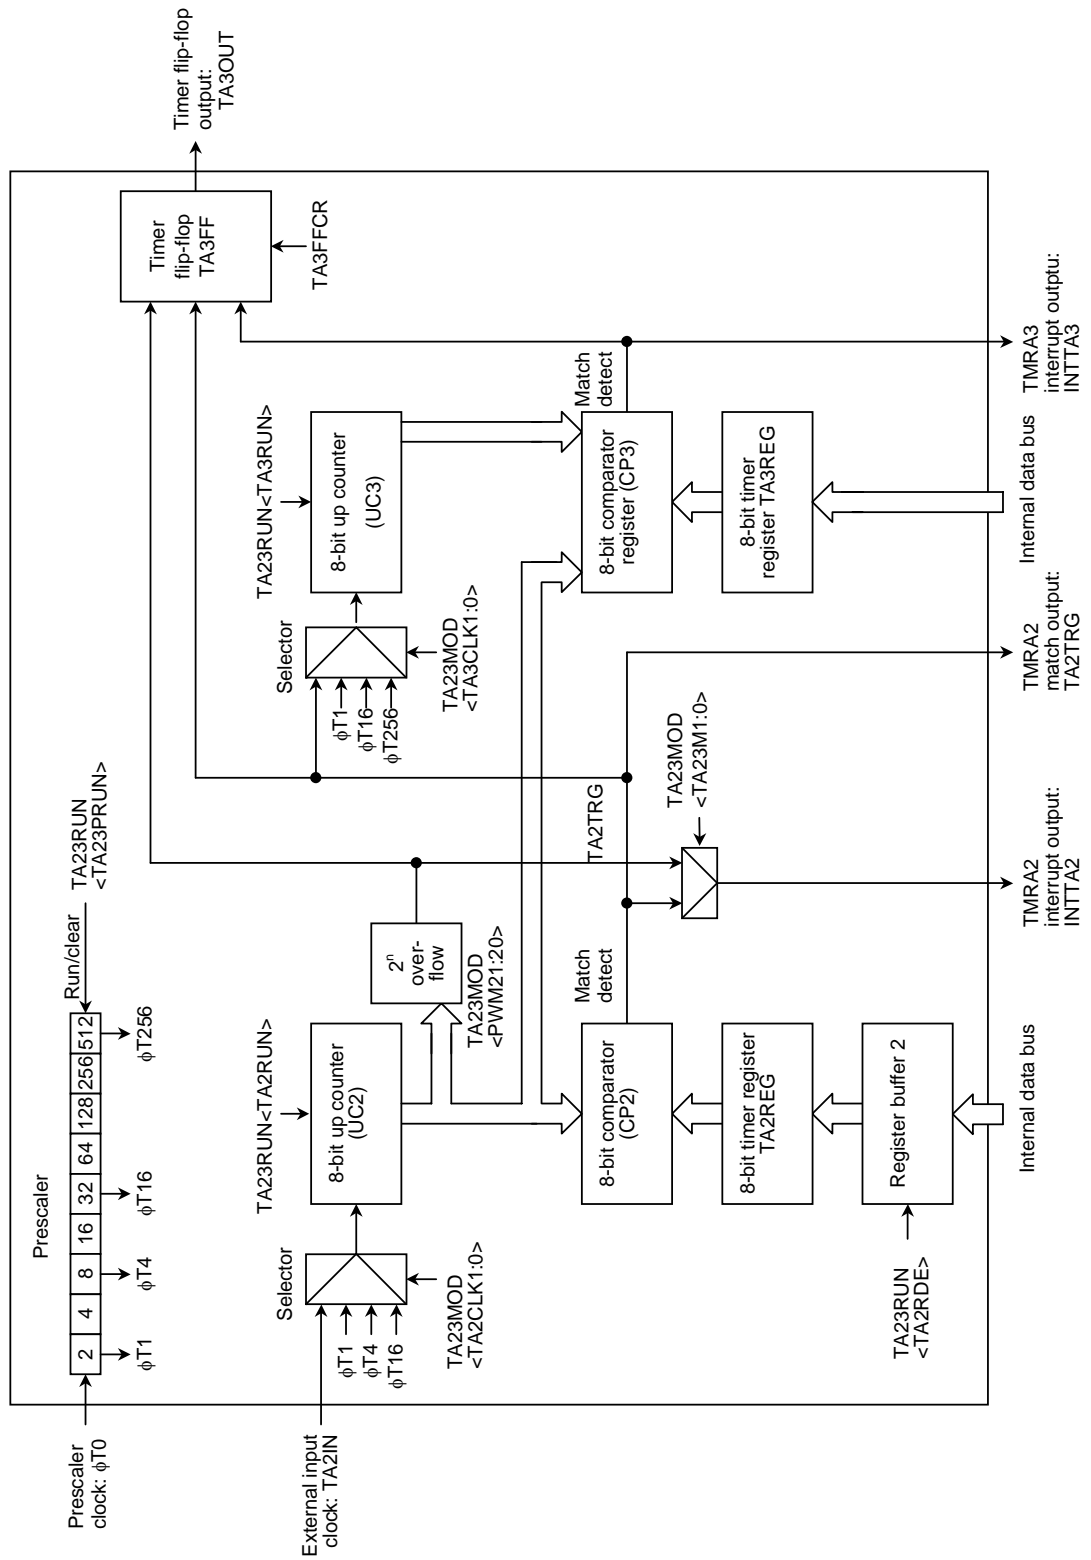 Prescaler
clock: ϕT0
Prescaler
2 4 8 16 32 64 128 256 512
Run/clear
TA23RUN
<TA23PRUN>
ϕT1
ϕT4
ϕT16
ϕT256
External input
clock: TA2IN
Selector
ϕT1
ϕT4
ϕT16
TA23MOD
<TA2CLK1:0>
TA23RUN<TA2RUN>
8-bit up counter
(UC2)
2n
over-
flow
TA23MOD
<PWM21:20>
Selector
ϕT1
ϕT16
ϕT256
TA23MOD
<TA3CLK1:0>
TA23RUN<TA3RUN>
8-bit up counter
(UC3)
Timer
flip-flop
TA3FF
TA3FFCR
Timer flip-flop
output:
TA3OUT
8-bit comparator
(CP2)
Match
detect
TA2TRG
TA23MOD
<TA23M1:0>
8-bit comparator
register (CP3)
Match
detect
8-bit timer register
TA2REG
8-bit timer
register TA3REG
TA23RUN
<TA2RDE>
Register buffer 2
Internal data bus
TMRA2
interrupt output:
INTTA2
TMRA2
match output:
TA2TRG
Internal data bus
TMRA3
interrupt outptu:
INTTA3